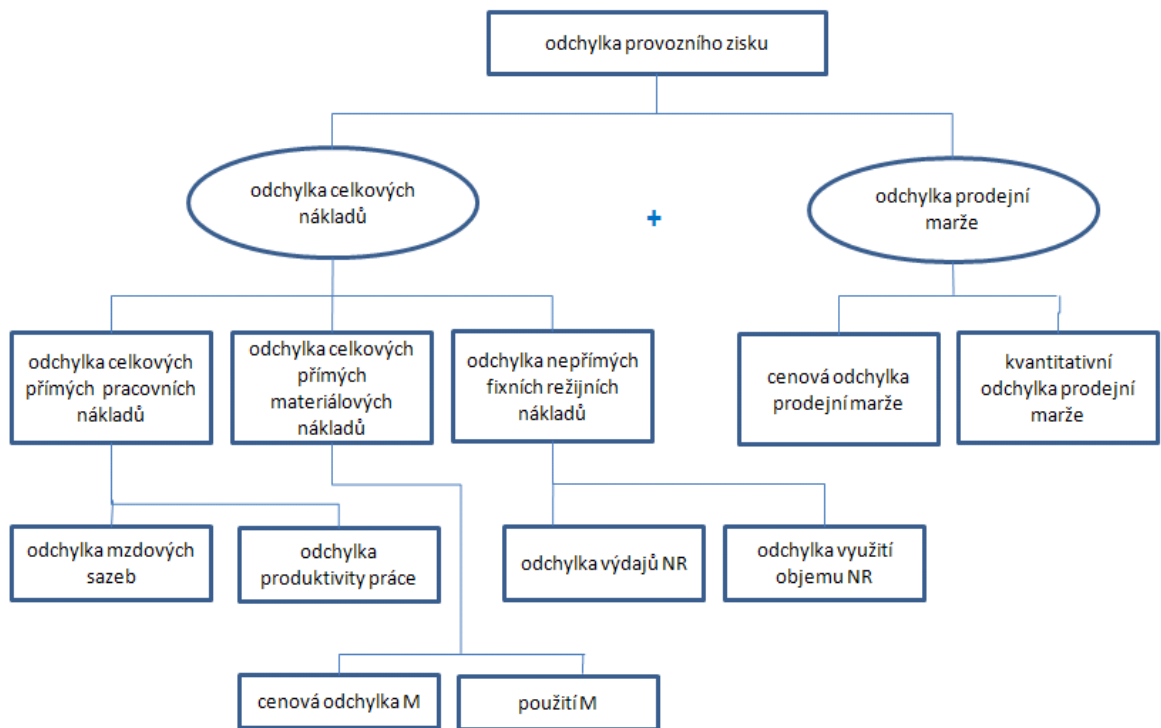 odchylka provozního zisku
odchylka celkových
nákladů
+
odchylka prodejní
marže
odchylka celkových
přímých pracovních
nákladů
odchylka celkových
přímých
materiálových
nákladů
odchylka nepřímých
fixních režijních
nákladů
cenová odchylka
prodejní marže
kvantitativní
odchylka prodejní
marže
odchylka mzdových
sazeb
odchylka
produktivity práce
odchylka výdajů NR
odchylka využití
objemu NR
cenová odchylka M
použití M